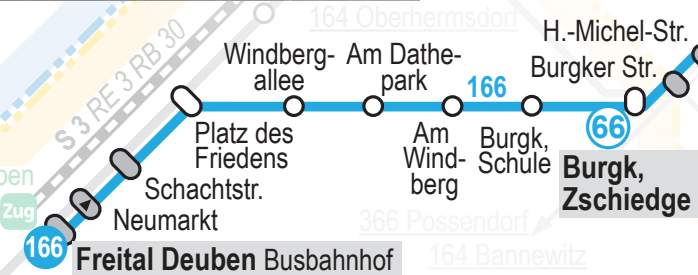 164 Oberhermsdorf
H.-Michel-Str.
Windberg-
allee
Am Dathe-
park
Burgker Str.
S 3 RE 3 RB 30
166
66
Platz des
Friedens
Am
Wind-
berg
Burgk,
Schule
Burgk,
Zschiedge
Schachtstr.
Neumarkt
Zug
366 Possendorf
164 Bannewitz
166
Freital Deuben Busbahnhof